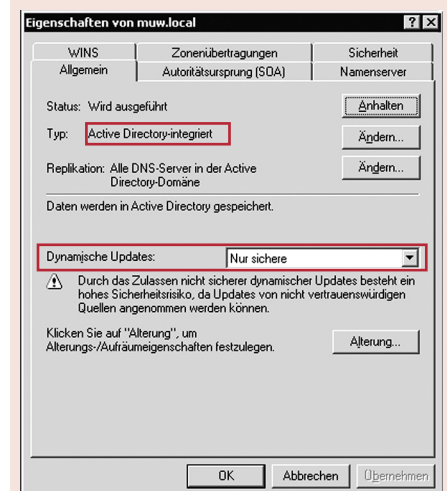 Eigenschaften von muw.local
WINS Zonenübertragungen Sicherheit
Allgemein Autoritätsursprung (SOA) Namenserver
Status: Wird ausgeführt Anhalten
Typ: Active Directory-integriert Ändern...
Replikation: Alle DNS-Server in der Active Ändern...
Directory-Domäne
Daten werden in Active Directory gespeichert.
Dynamische Updates: Nur sichere
Durch das Zulassen nicht sicherer dynamischer Updates besteht ein
hohes Sicherheitsrisiko, da Updates von nicht vertrauenswürdigen
Quellen angenommen werden können.
Klicken Sie auf "Alterung", um
Alterungs-/Aufräumeigenschaften festzulegen. Alterung...
OK Abbrechen Übernehmen